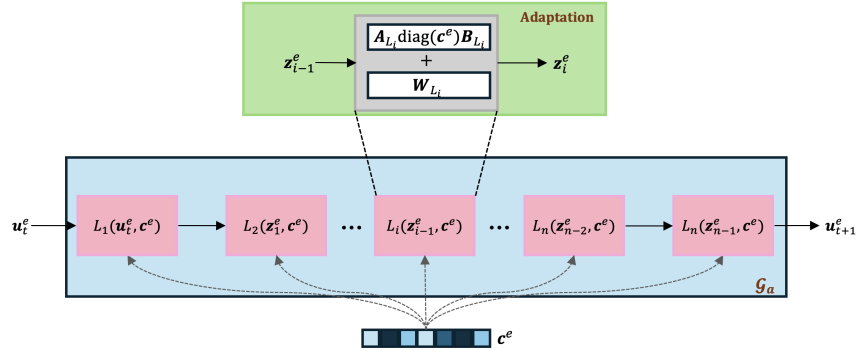 Adaptation
𝑨_{L_i}diag(𝒄^e)𝑩_{L_i}
𝒛^e_{i−1} + 𝒛^e_i
𝑾_{L_i}
𝒖^e_t L_1(𝒖^e_t, 𝒄^e) L_2(𝒛^e_1, 𝒄^e) ••• L_i(𝒛^e_{i−1}, 𝒄^e) ••• L_n(𝒛^e_{n−2}, 𝒄^e) L_n(𝒛^e_{n−1}, 𝒄^e) 𝒖^e_{t+1}
𝒢_a
𝒄^e